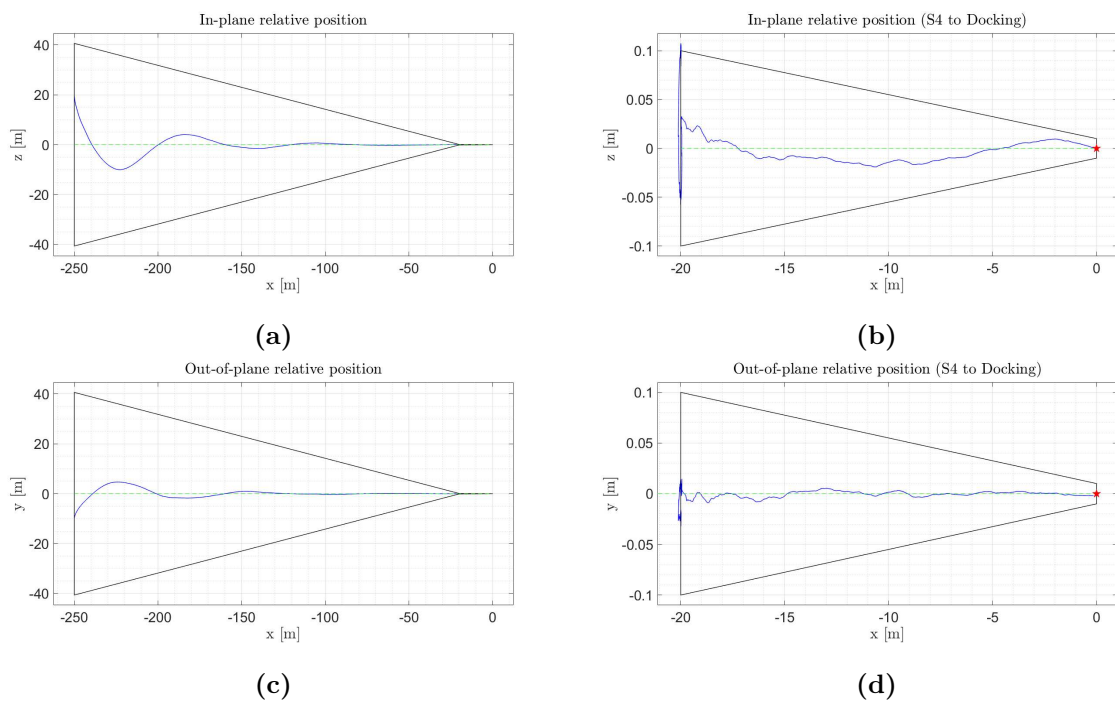 In-plane relative position
40
20
0
-20
-40
z [m]
-250 -200 -150 -100 -50 0
x [m]
(a)
In-plane relative position (S4 to Docking)
0.1
0.05
0
-0.05
-0.1
z [m]
-20 -15 -10 -5 0
x [m]
(b)
Out-of-plane relative position
40
20
0
-20
-40
y [m]
-250 -200 -150 -100 -50 0
x [m]
(c)
Out-of-plane relative position (S4 to Docking)
0.1
0.05
0
-0.05
-0.1
y [m]
-20 -15 -10 -5 0
x [m]
(d)